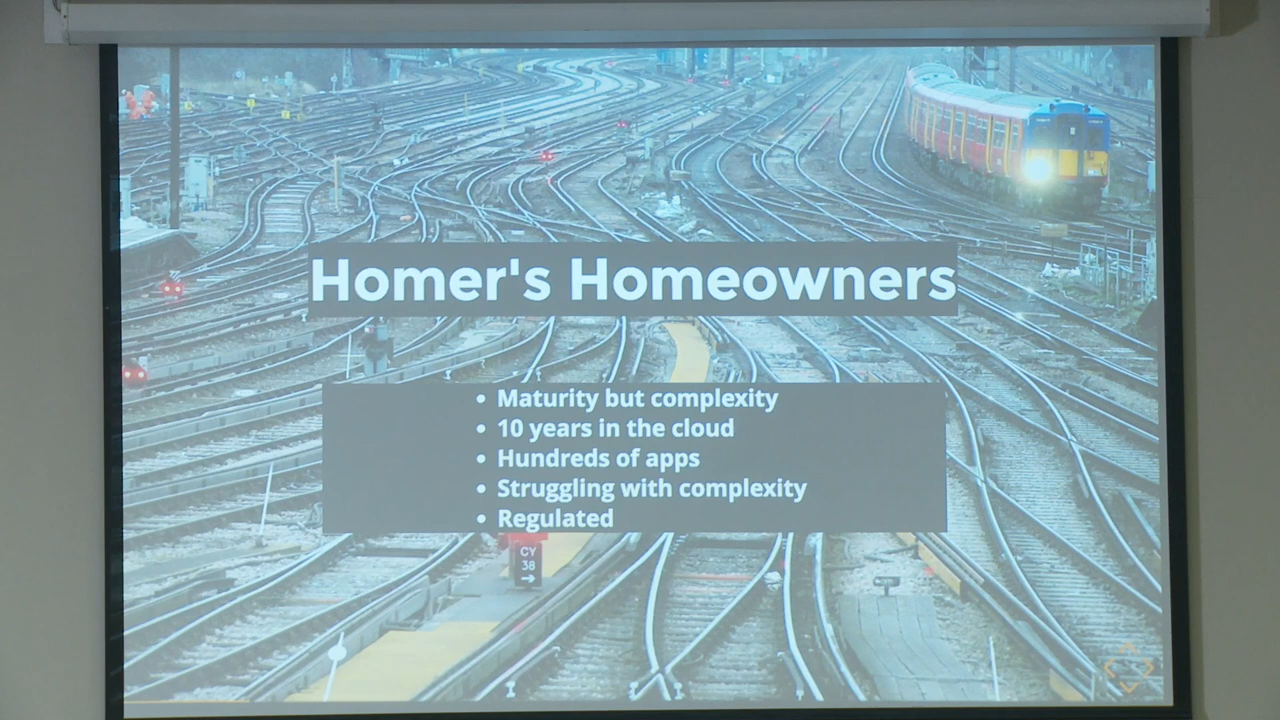 Homer's Homeowners
• Maturity but complexity
• 10 years in the cloud
• Hundreds of apps
• Struggling with complexity
• Regulated
CY
38
→